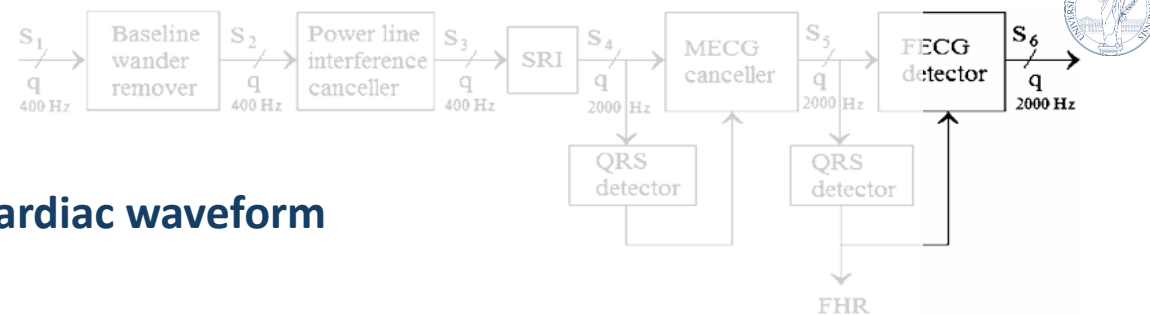 S1
q
400 Hz
Baseline
wander
remover
S2
q
400 Hz
Power line
interference
canceller
S3
q
400 Hz
SRI
S4
q
2000 Hz
MECG
canceller
S5
q
2000 Hz
FECG
detector
S6
q
2000 Hz
QRS
detector
QRS
detector
ardiac waveform
FHR